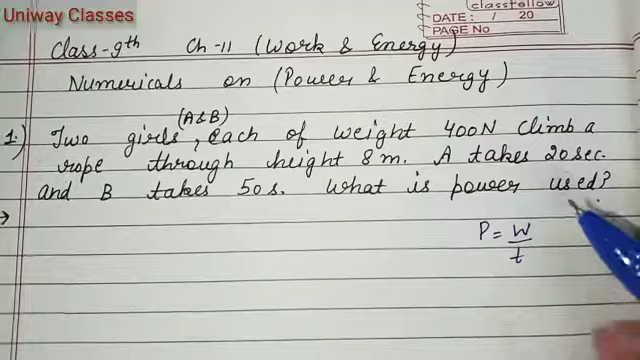 Uniway Classes
classfollow
DATE: / 20
PAGE No
Class-9th Ch-11 (Work & Energy)
Numericals on (Power & Energy)
(A&B)
1.) Two girls, each of weight 400N climb a
rope through height 8m. A takes 20sec.
and B takes 50s. What is power used?
→
P = W
t